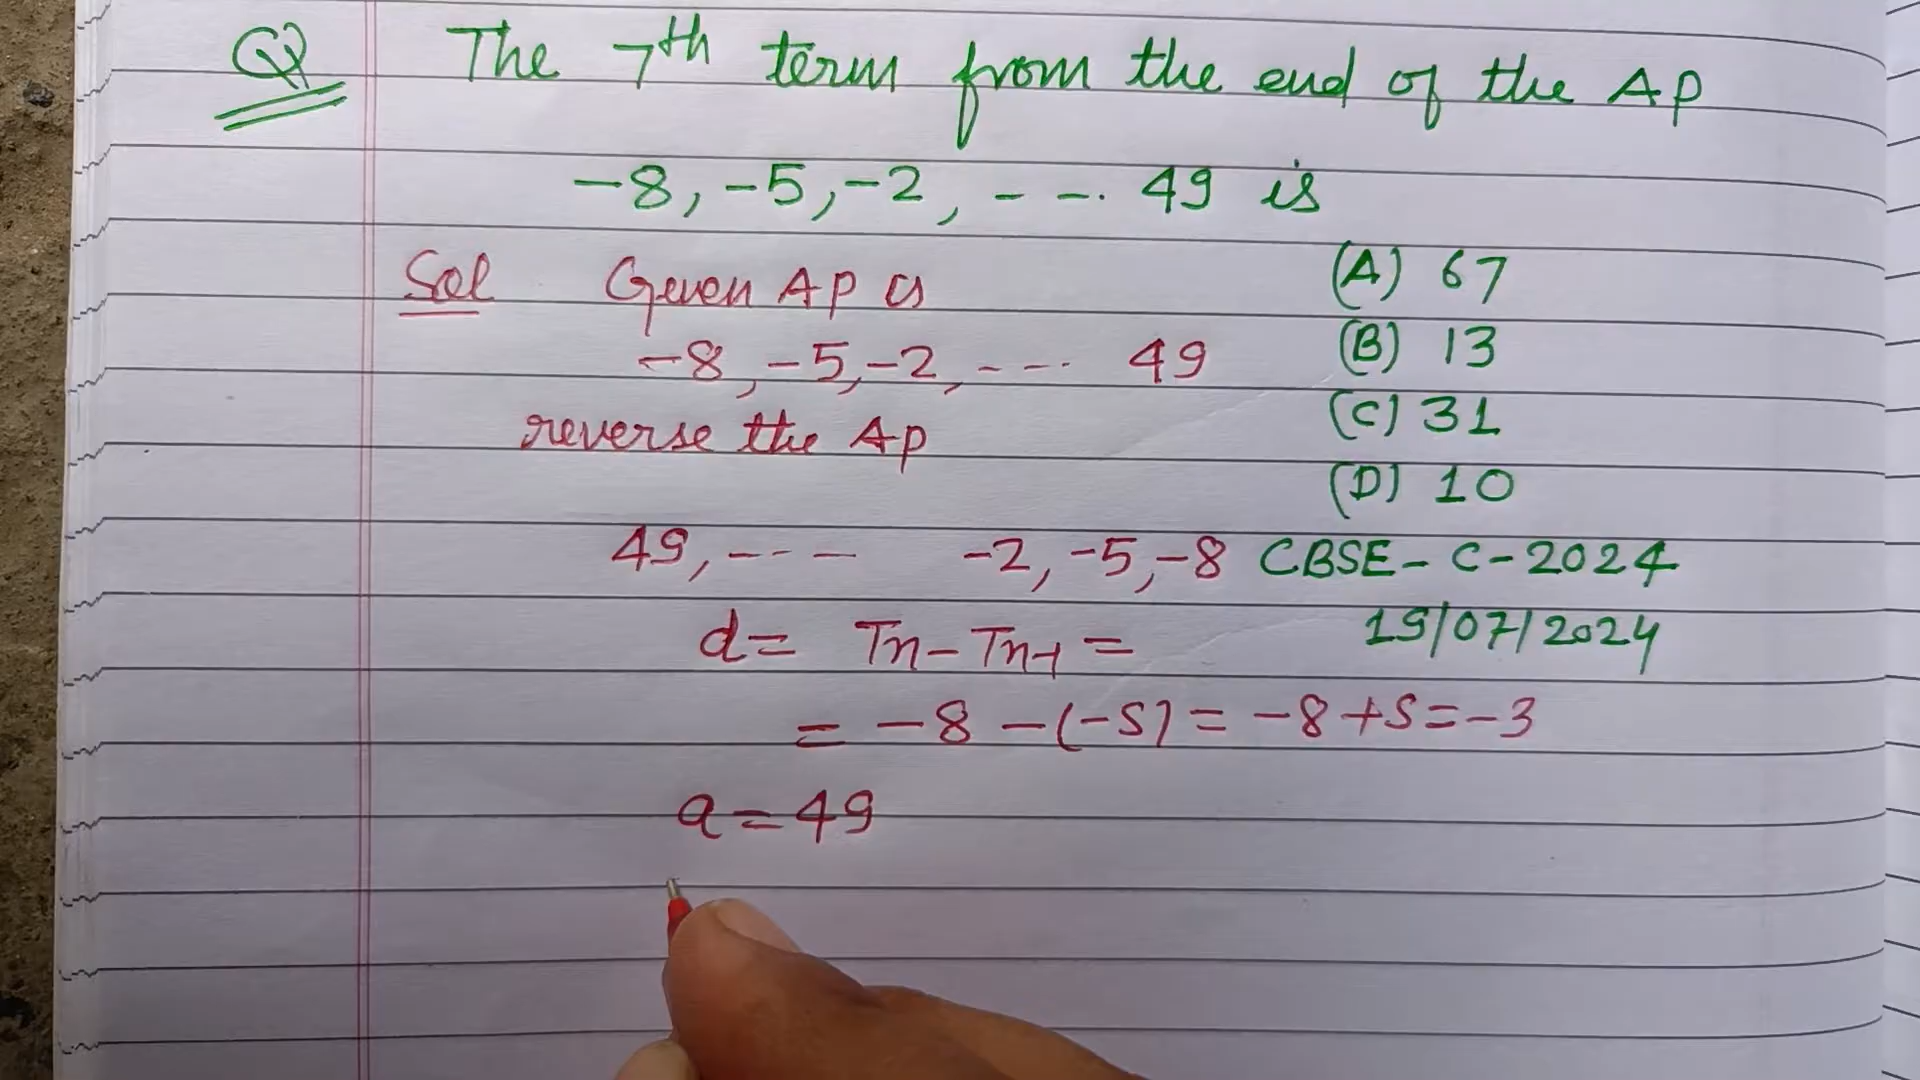 Q The 7th term from the end of the AP
-8, -5, -2, - -. 49 is
Sol Geven AP is
(A) 67
-8, -5, -2, - -- 49
(B) 13
reverse the AP
(C) 31
(D) 10
49, - - - - -2, -5, -8
CBSE - C - 2024
d = Tn - Tn-1 =
19/07/2024
= -8 - (-5) = -8 + 5 = -3
a = 49